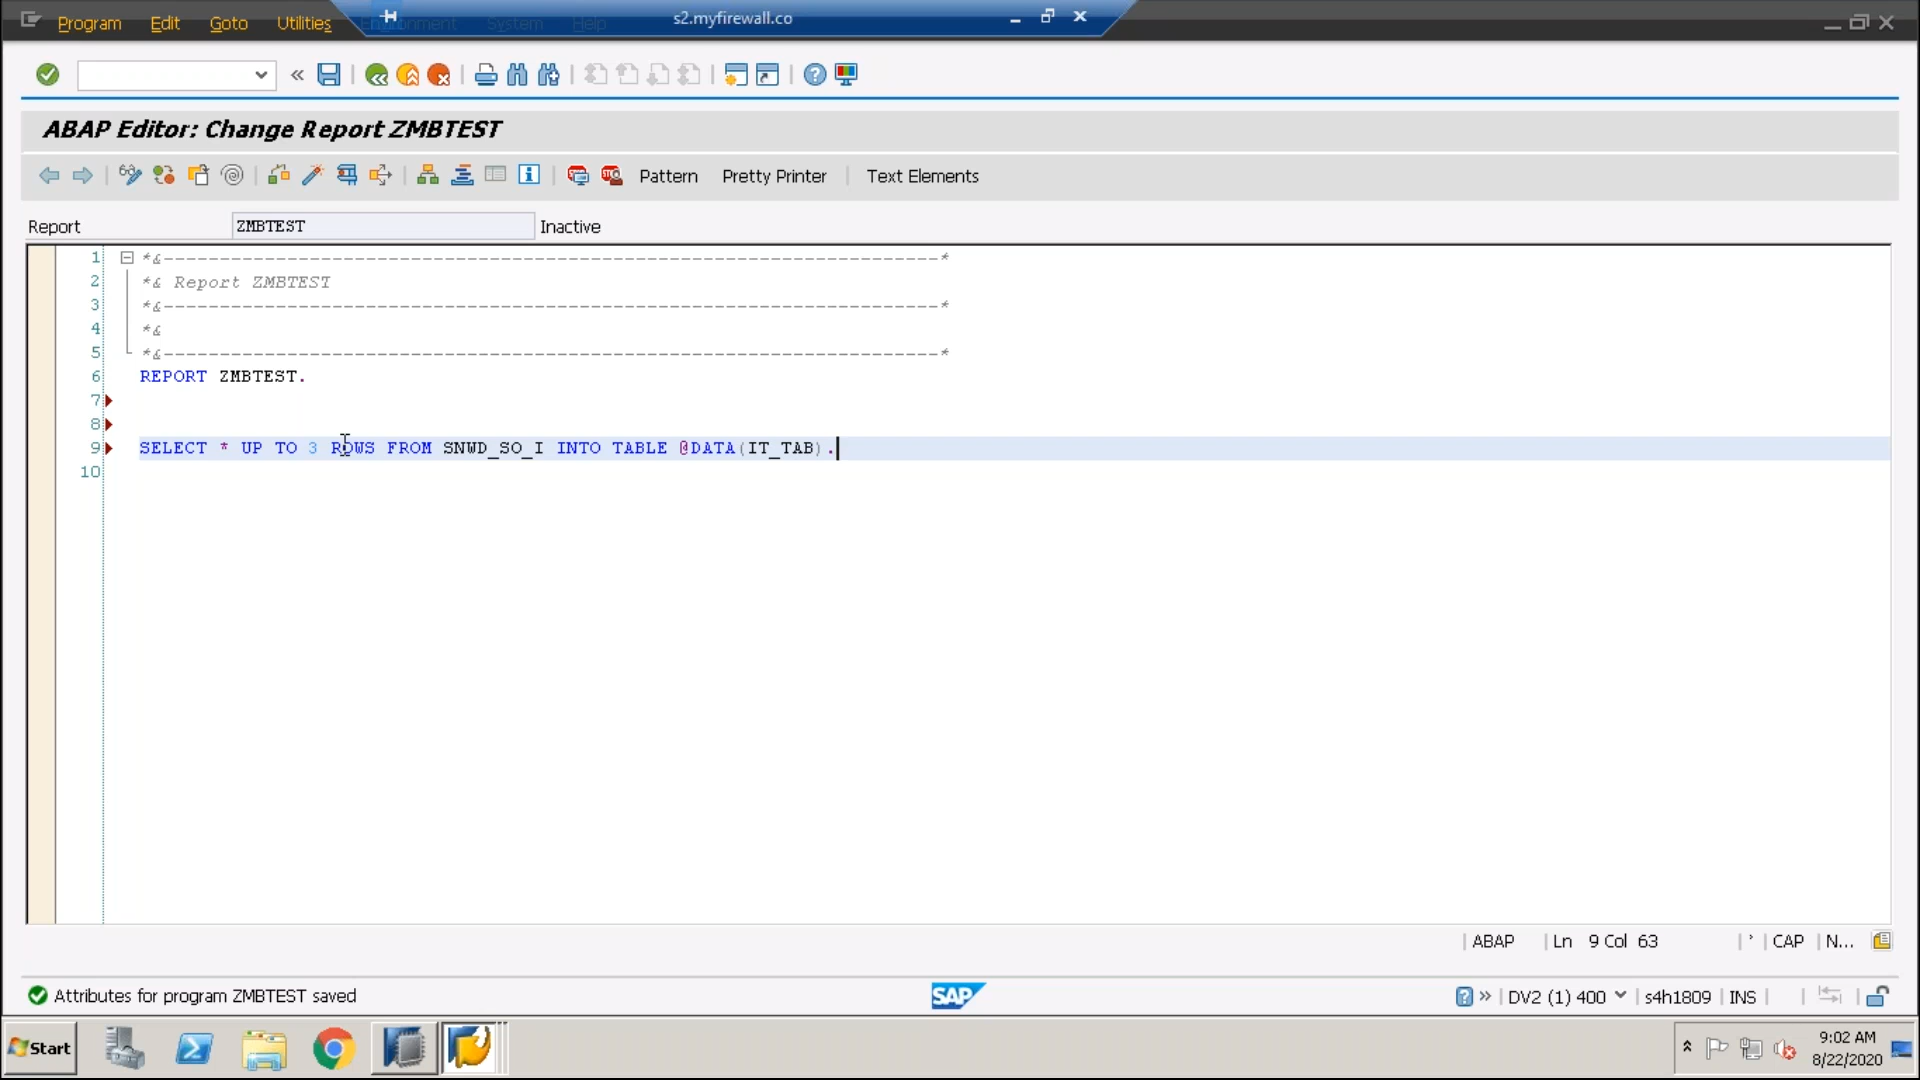 Program Edit Goto Utilities Environment System Help
s2.myfirewall.co
ABAP Editor: Change Report ZMBTEST
Pattern Pretty Printer Text Elements
Report ZMBTEST Inactive
1 *&---------------------------------------------------------------------*
2 *& Report ZMBTEST
3 *&---------------------------------------------------------------------*
4 *&
5 *&---------------------------------------------------------------------*
6 REPORT ZMBTEST.
7
8
9 SELECT * UP TO 3 ROWS FROM SNWD_SO_I INTO TABLE @DATA(IT_TAB).
10
ABAP Ln 9 Col 63 CAP N...
Attributes for program ZMBTEST saved
SAP
DV2 (1) 400 s4h1809 INS
Start
9:02 AM
8/22/2020